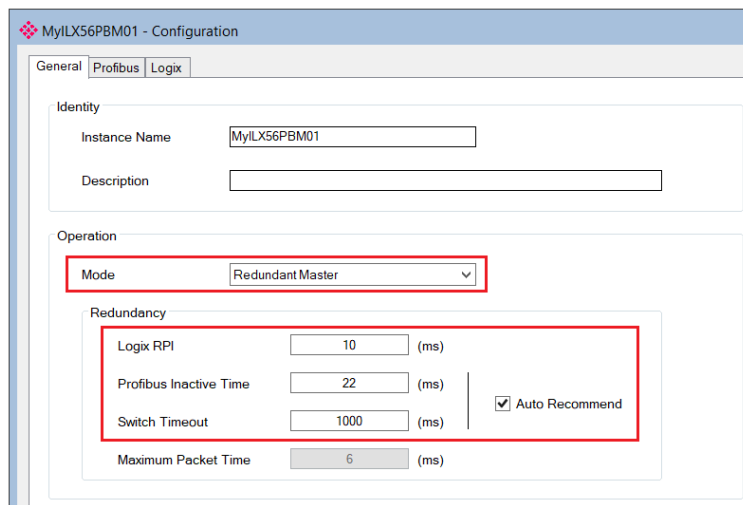 MyILX56PBM01 - Configuration
General Profibus Logix
Identity
Instance Name MyILX56PBM01
Description
Operation
Mode Redundant Master
Redundancy
Logix RPI 10 (ms)
Profibus Inactive Time 22 (ms)
Auto Recommend
Switch Timeout 1000 (ms)
Maximum Packet Time 6 (ms)